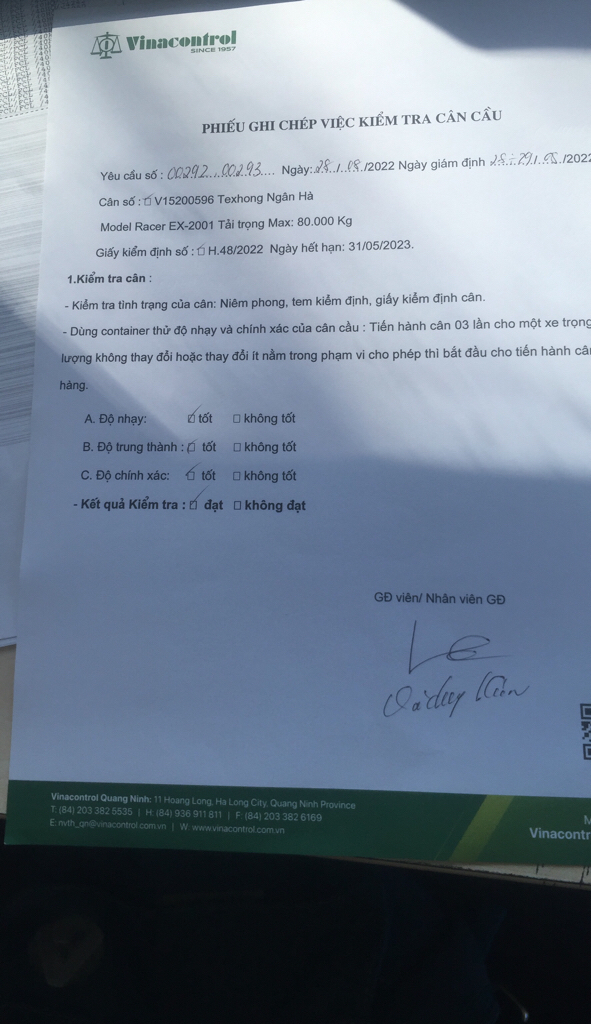 Vinacontrol
SINCE 1957
PHIẾU GHI CHÉP VIỆC KIỂM TRA CÂN CẦU
Yêu cầu số : 00292...00293.... Ngày: 28./.08./2022 Ngày giám định 28÷29/.08./2022
Cân số : ☑ V15200596 Texhong Ngân Hà
Model Racer EX-2001 Tải trọng Max: 80.000 Kg
Giấy kiểm định số : ☑ H.48/2022 Ngày hết hạn: 31/05/2023.
1.Kiểm tra cân :
- Kiểm tra tình trạng của cân: Niêm phong, tem kiểm định, giấy kiểm định cân.
- Dùng container thử độ nhạy và chính xác của cân cầu : Tiến hành cân 03 lần cho một xe trọng
lượng không thay đổi hoặc thay đổi ít nằm trong phạm vi cho phép thì bắt đầu cho tiến hành cân
hàng.
A. Độ nhạy: ☑ tốt ☐ không tốt
B. Độ trung thành : ☑ tốt ☐ không tốt
C. Độ chính xác: ☑ tốt ☐ không tốt
- Kết quả Kiểm tra : ☑ đạt ☐ không đạt
GĐ viên/ Nhân viên GĐ
Vinacontrol Quang Ninh: 11 Hoang Long, Ha Long City, Quang Ninh Province
T: (84) 203 382 5535 | H: (84) 936 911 811 | F: (84) 203 382 6169
E: nvth_qn@vinacontrol.com.vn | W: www.vinacontrol.com.vn
Vinacontr